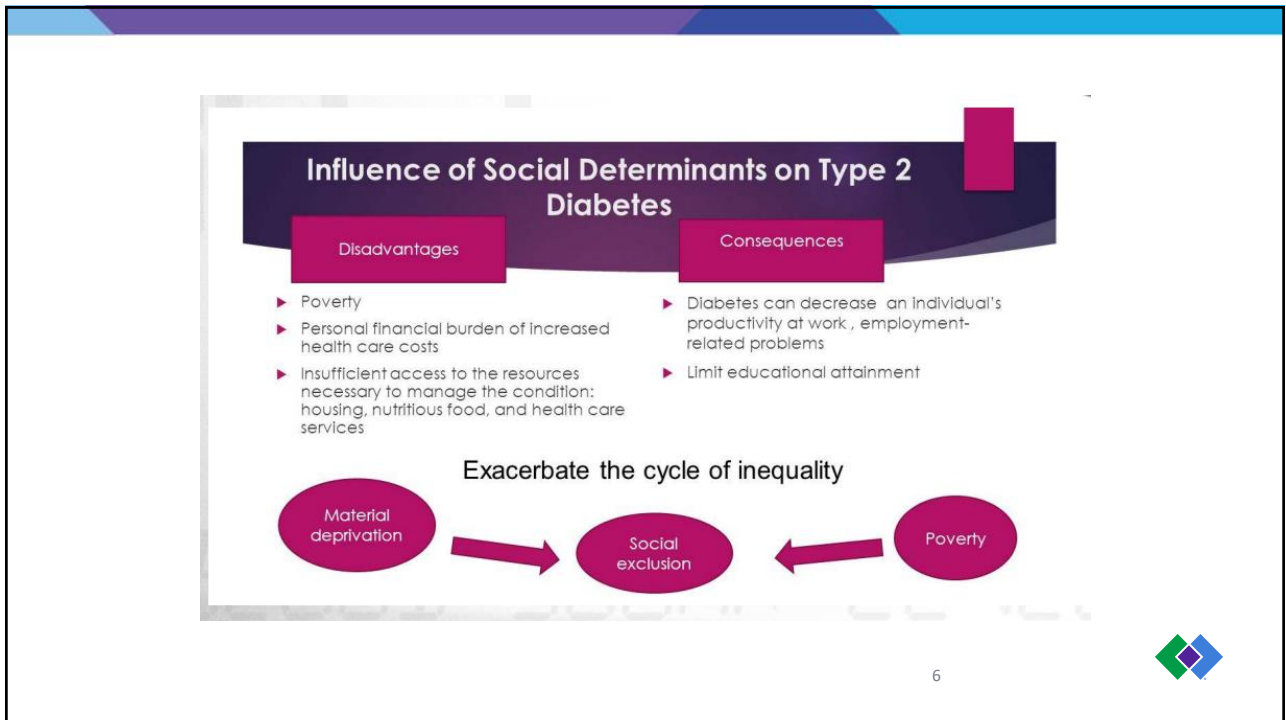 Influence of Social Determinants on Type 2
Diabetes
Disadvantages
▶ Poverty
▶ Personal financial burden of increased
health care costs
▶ Insufficient access to the resources
necessary to manage the condition:
housing, nutritious food, and health care
services
Consequences
▶ Diabetes can decrease an individual's
productivity at work , employment-
related problems
▶ Limit educational attainment
Exacerbate the cycle of inequality
Material
deprivation
Social
exclusion
Poverty
6